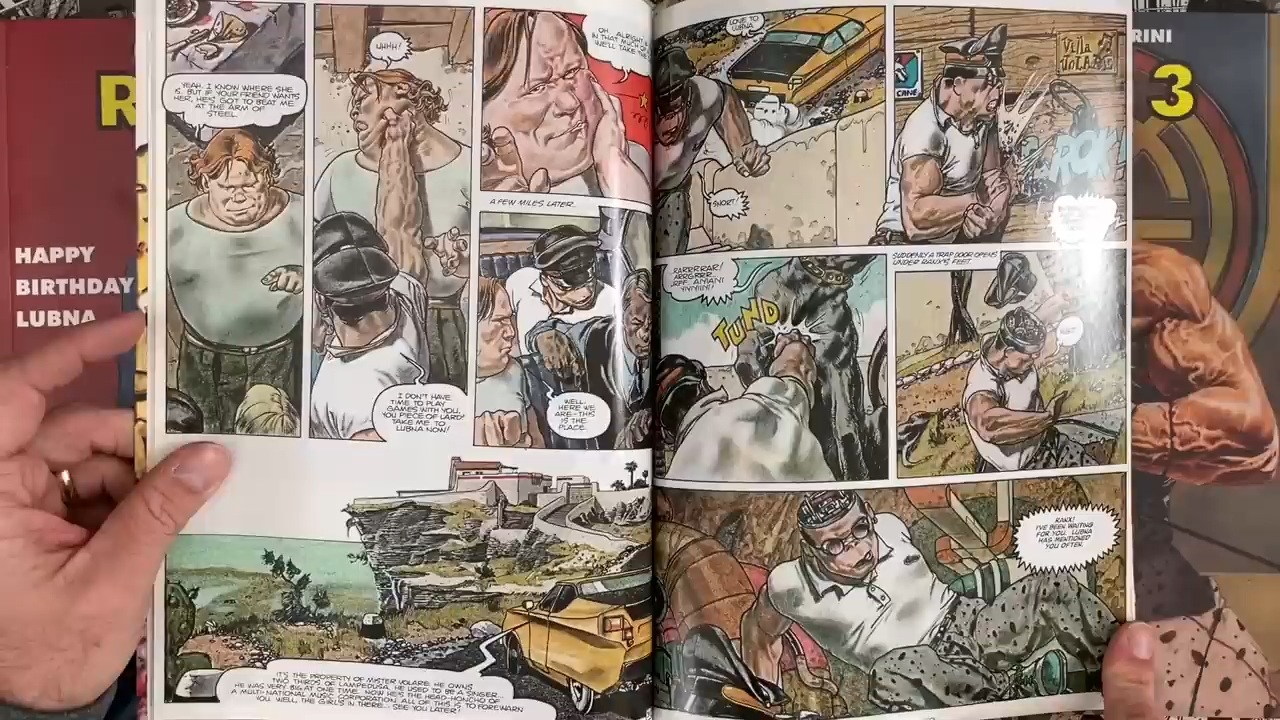 R
HAPPY
BIRTHDAY
LUBNA
YEAH. I KNOW WHERE SHE
IS. BUT IF YOUR FRIEND WANTS
HER, HE'S GOT TO BEAT ME
AT THE ARM OF
STEEL.
UHHH!
I DON'T HAVE
TIME TO PLAY
GAMES WITH YOU,
YOU PIECE OF LARD!
TAKE ME TO
LUBNA NOW!
OH... ALRIGHT
IN THAT MUCH OF
WE'LL TAKE
A FEW MILES LATER...
WELL,
HERE WE
ARE--THIS
IS THE
PLACE.
IT'S THE PROPERTY OF MYSTER VOLARE. HE OWNS
TWO THIRDS OF LAMPEDUSA. HE USED TO BE A SINGER...
HE WAS VERY BIG AT ONE TIME. NOW HE'S THE HEAD-HONCHO OF
A MULTI-NATIONAL MUSIC CORPORATION. ALL OF THIS IS TO FOREWARN
YOU. WELL, THE GIRL'S IN THERE... SEE YOU LATER!
LOVE TO
LUBNA.
SNORT!
CANE
Villa
VOLARE
ROK!
RARRR'RAR!
ARRGRRR...
TUND
SUDDENLY A TRAP DOOR OPENS
UNDER RANX'S FEET.
RANX!
I'VE BEEN WAITING
FOR YOU. LUBNA
HAS MENTIONED
YOU OFTEN.
RINI
3